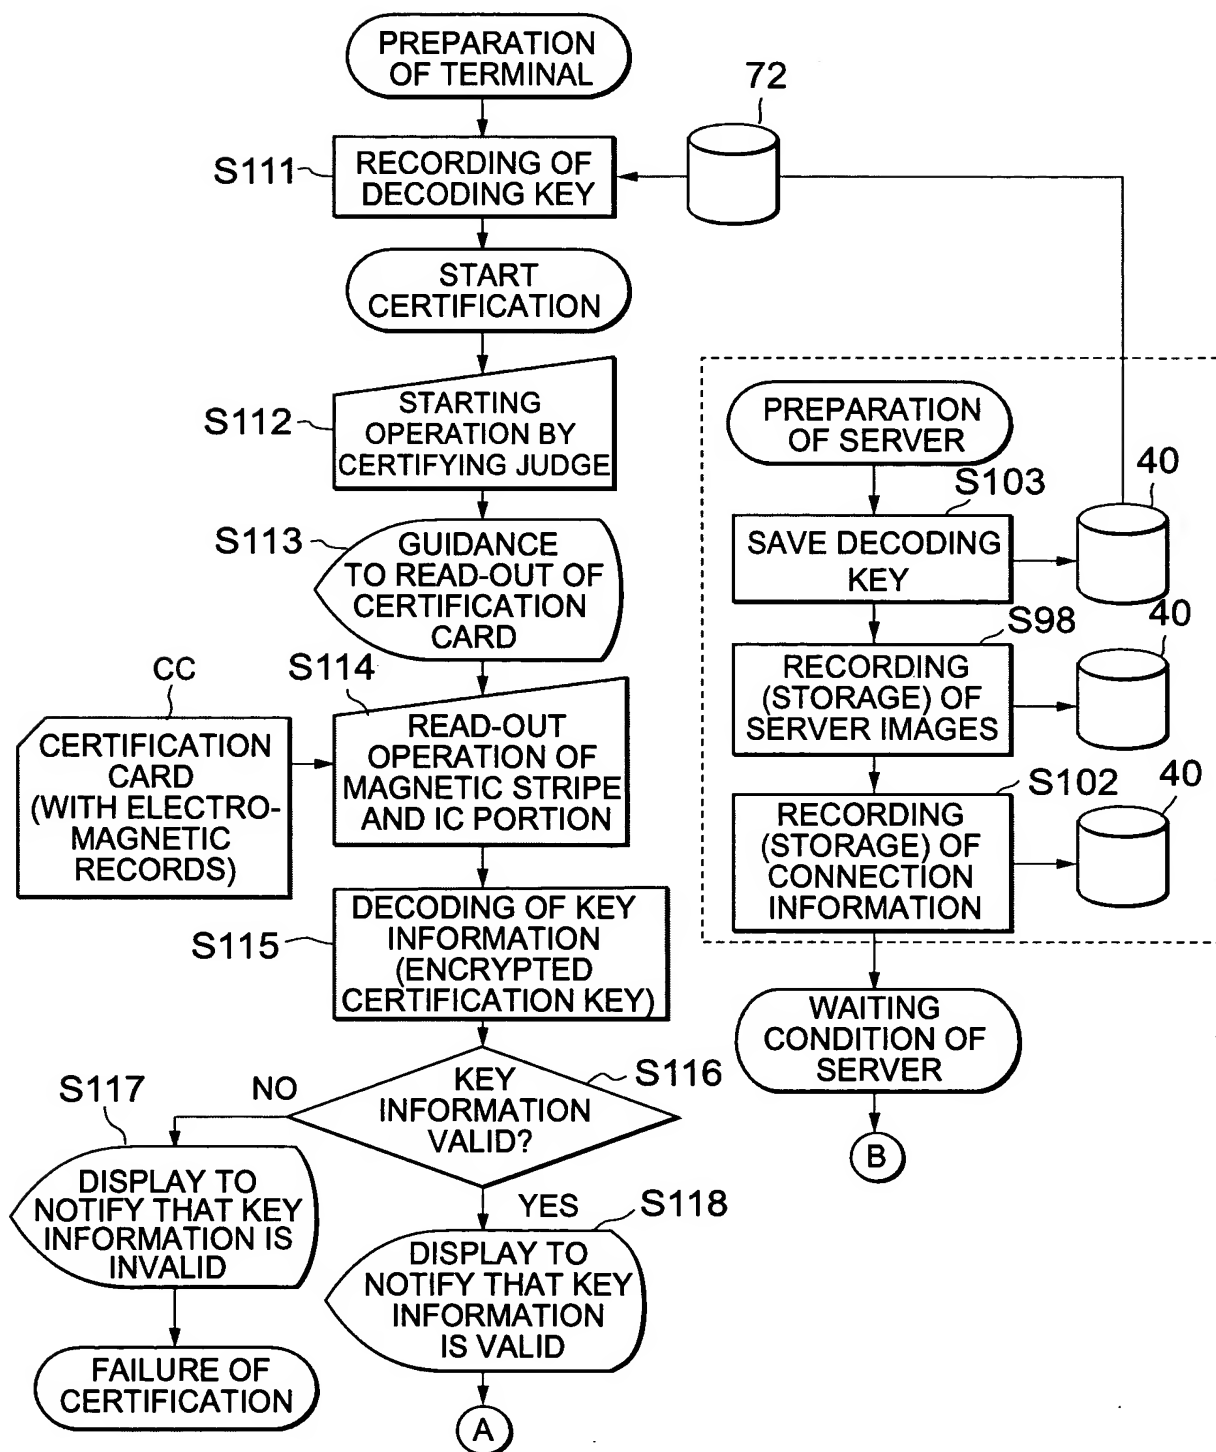 PREPARATION
OF TERMINAL
72
S111
RECORDING OF
DECODING KEY
START
CERTIFICATION
S112
STARTING
OPERATION BY
CERTIFYING JUDGE
S113
GUIDANCE
TO READ-OUT OF
CERTIFICATION
CARD
CC
S114
CERTIFICATION
CARD
(WITH ELECTRO-
MAGNETIC
RECORDS)
READ-OUT
OPERATION OF
MAGNETIC STRIPE
AND IC PORTION
S115
DECODING OF KEY
INFORMATION
(ENCRYPTED
CERTIFICATION KEY)
S116
KEY
INFORMATION
VALID?
NO
S117
DISPLAY TO
NOTIFY THAT KEY
INFORMATION IS
INVALID
FAILURE OF
CERTIFICATION
YES
S118
DISPLAY TO
NOTIFY THAT KEY
INFORMATION
IS VALID
A
PREPARATION
OF SERVER
S103
40
SAVE DECODING
KEY
S98
40
RECORDING
(STORAGE) OF
SERVER IMAGES
S102
40
RECORDING
(STORAGE) OF
CONNECTION
INFORMATION
WAITING
CONDITION OF
SERVER
B